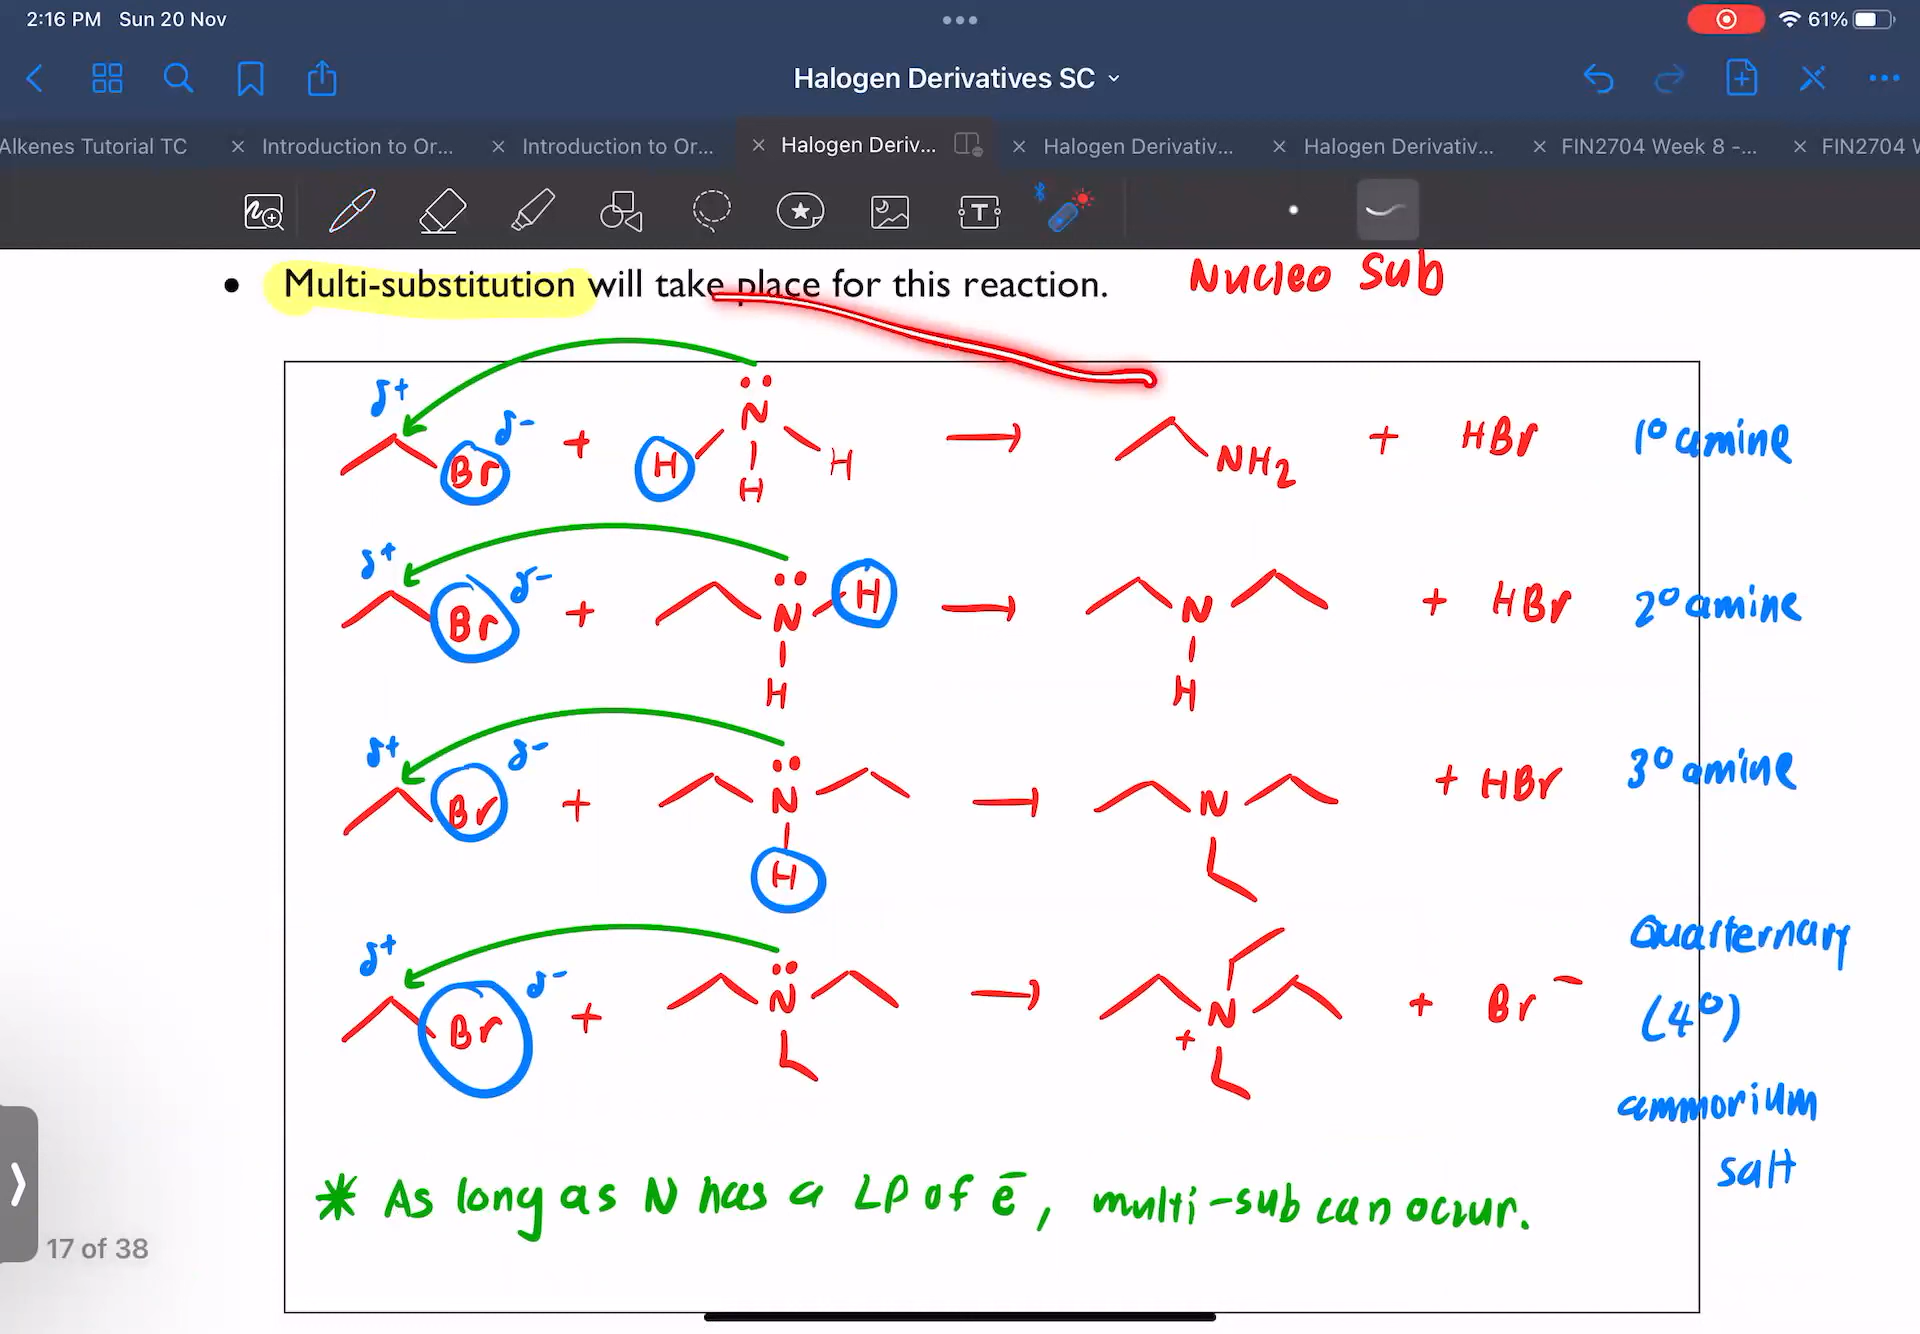 2:16 PM Sun 20 Nov
61%
Halogen Derivatives SC
Alkenes Tutorial TC × Introduction to Or... × Introduction to Or... × Halogen Deriv... × Halogen Derivativ... × Halogen Derivativ... × FIN2704 Week 8 -... × FIN2704 W
• Multi-substitution will take place for this reaction. Nucleo Sub
δ+ Br δ- + H N H H → NH2 + HBr 1° amine
δ+ Br δ- + N H H → N H + HBr 2° amine
δ+ Br δ- + N H → N + HBr 3° amine
δ+ Br δ- + N → N + + Br - Quarternary
(4°)
ammorium
salt
* As long as N has a LP of ē, multi-sub can occur.
17 of 38